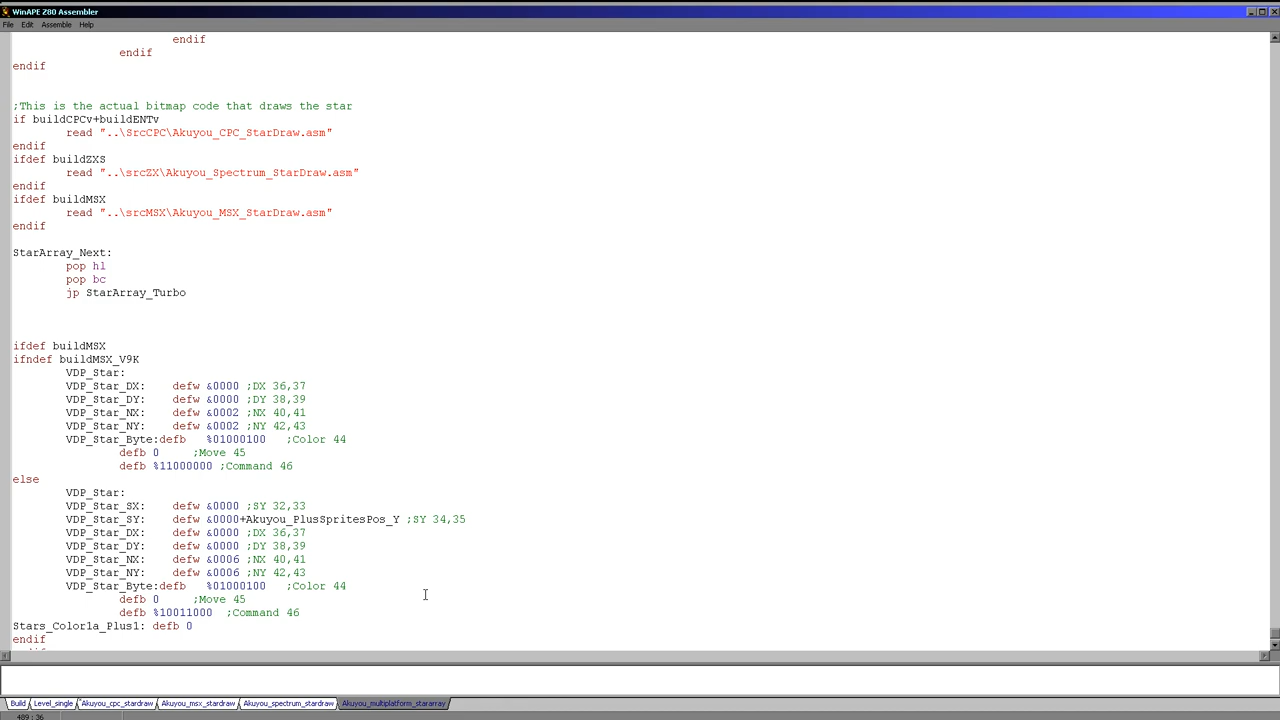 WinAPE Z80 Assembler
File Edit Assemble Help
endif
endif
endif
;This is the actual bitmap code that draws the star
if buildCPCv+buildENTv
read "..\SrcCPC\Akuyou_CPC_StarDraw.asm"
endif
ifdef buildZXS
read "..\srcZX\Akuyou_Spectrum_StarDraw.asm"
endif
ifdef buildMSX
read "..\srcMSX\Akuyou_MSX_StarDraw.asm"
endif
StarArray_Next:
pop hl
pop bc
jp StarArray_Turbo
ifdef buildMSX
ifndef buildMSX_V9K
VDP_Star:
VDP_Star_DX: defw &0000 ;DX 36,37
VDP_Star_DY: defw &0000 ;DY 38,39
VDP_Star_NX: defw &0002 ;NX 40,41
VDP_Star_NY: defw &0002 ;NY 42,43
VDP_Star_Byte:defb %01000100 ;Color 44
defb 0 ;Move 45
defb %11000000 ;Command 46
else
VDP_Star:
VDP_Star_SX: defw &0000 ;SY 32,33
VDP_Star_SY: defw &0000+Akuyou_PlusSpritesPos_Y ;SY 34,35
VDP_Star_DX: defw &0000 ;DX 36,37
VDP_Star_DY: defw &0000 ;DY 38,39
VDP_Star_NX: defw &0006 ;NX 40,41
VDP_Star_NY: defw &0006 ;NY 42,43
VDP_Star_Byte:defb %01000100 ;Color 44
defb 0 ;Move 45
defb %10011000 ;Command 46
Stars_Color1a_Plus1: defb 0
endif
Build Level_single Akuyou_cpc_stardraw Akuyou_msx_stardraw Akuyou_spectrum_stardraw Akuyou_multiplatform_stararray
489 : 36